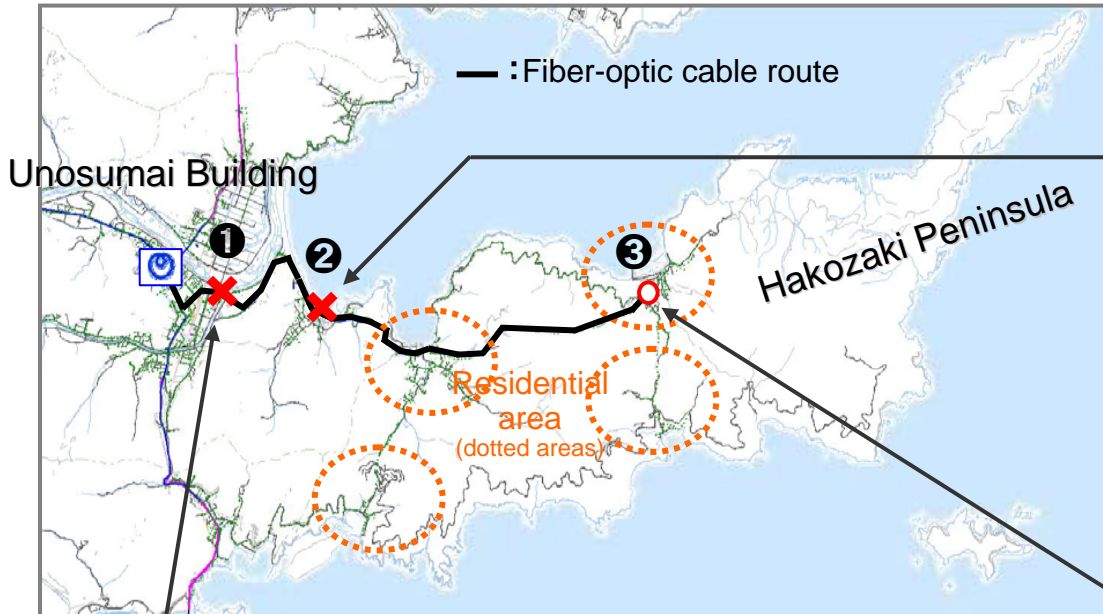 ━ :Fiber-optic cable route
Unosumai Building
❶
❷
❸
Hakozaki Peninsula
Residential
area
(dotted areas)